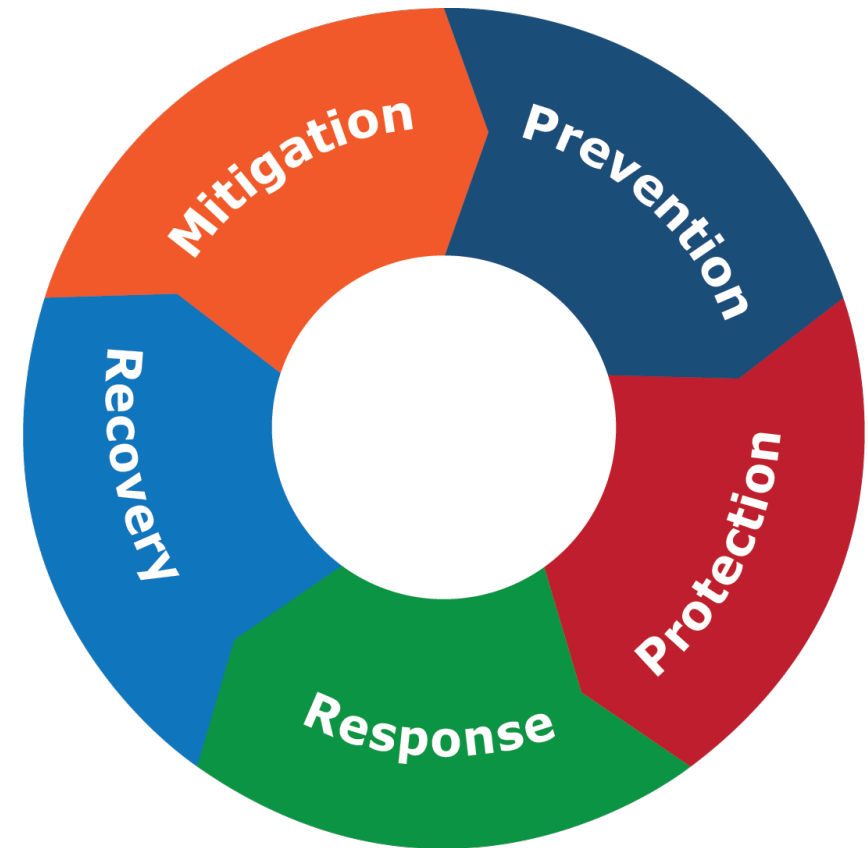 Prevention
Protection
Response
Recovery
Mitigation